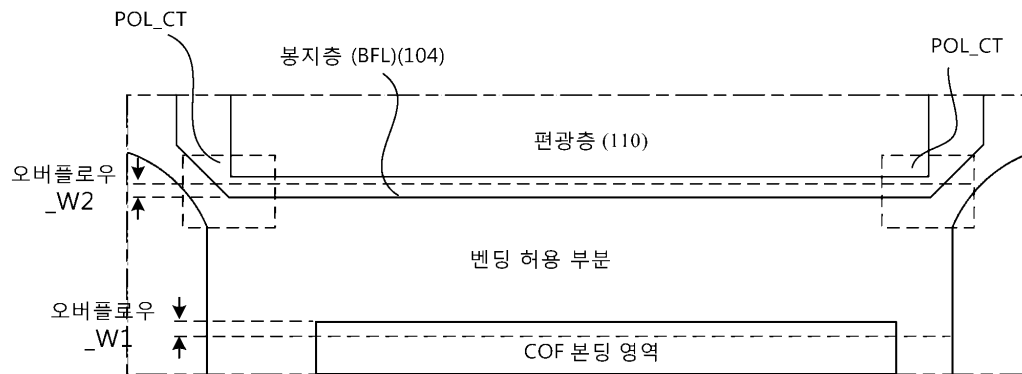 POL_CT
봉지층 (BFL)(104)
POL_CT
편광층 (110)
오버플로우
_W2
벤딩 허용 부분
오버플로우
_W1
COF 본딩 영역